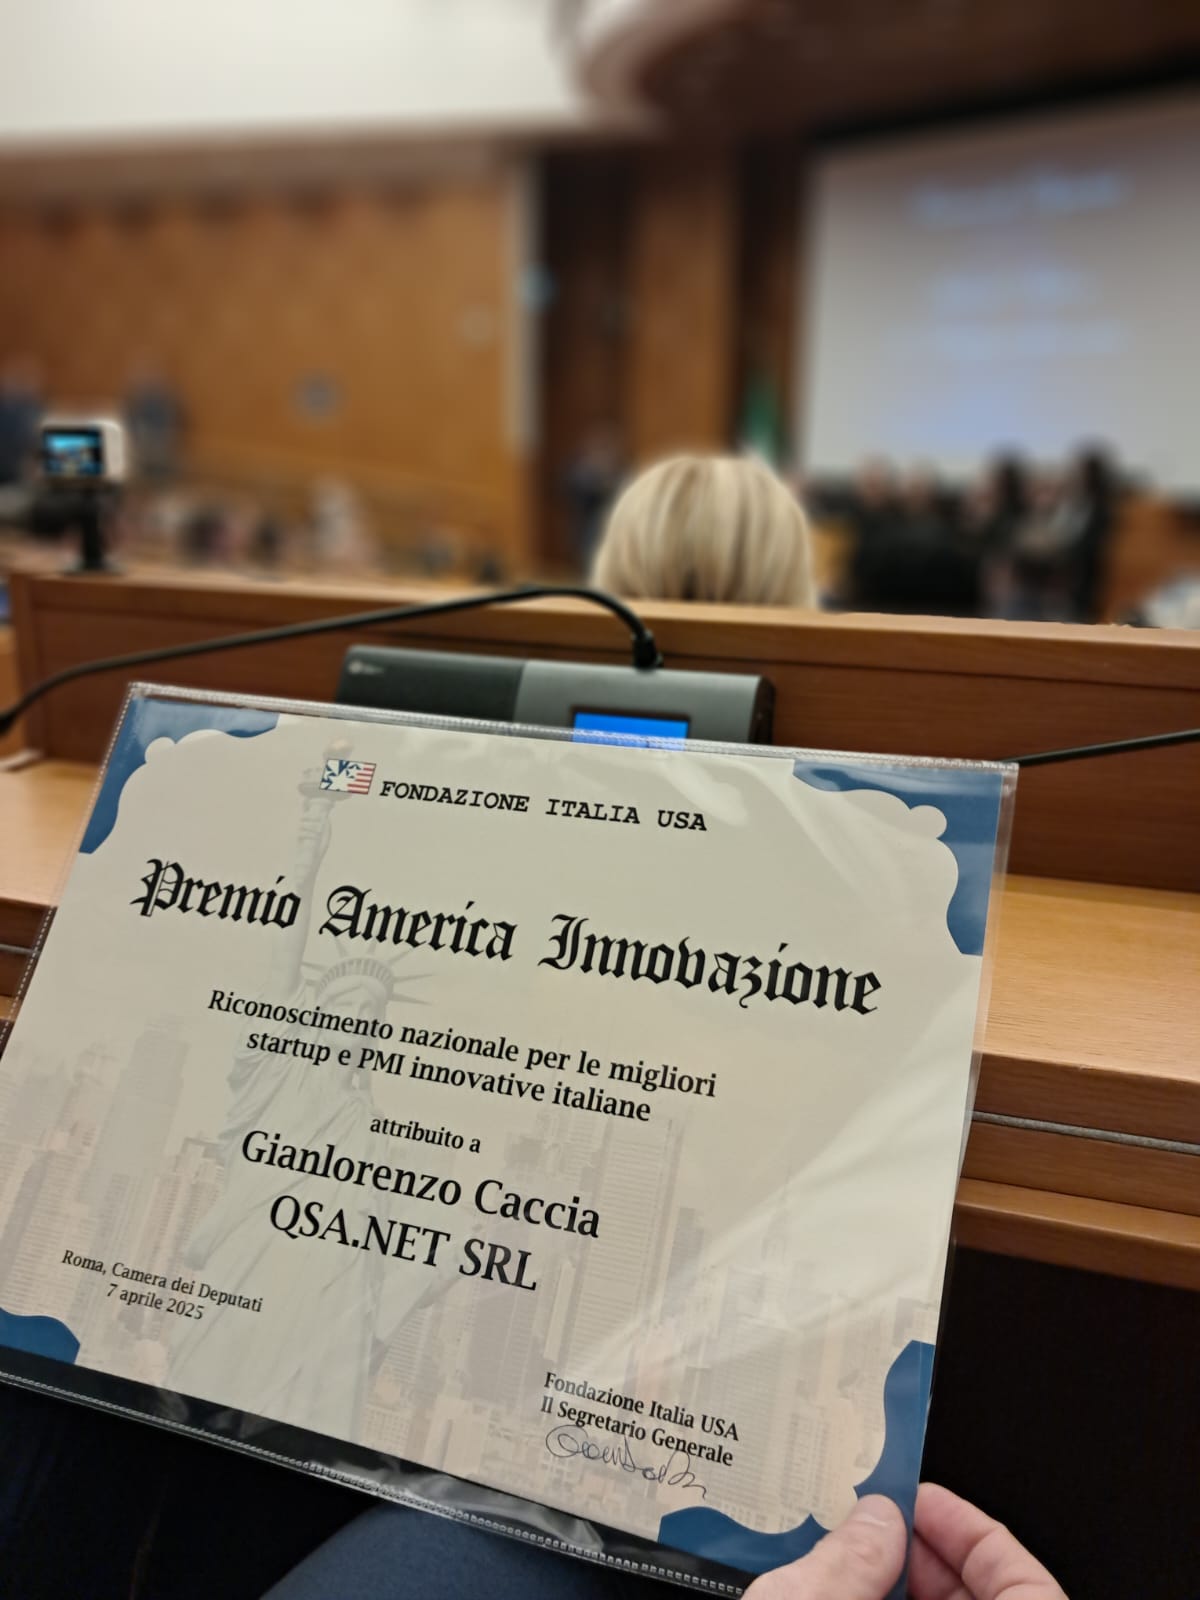 FONDAZIONE ITALIA USA
Premio America Innovazione
Riconoscimento nazionale per le migliori
startup e PMI innovative italiane
attribuito a
Gianlorenzo Caccia
QSA.NET SRL
Roma, Camera dei Deputati
7 aprile 2025
Fondazione Italia USA
Il Segretario Generale